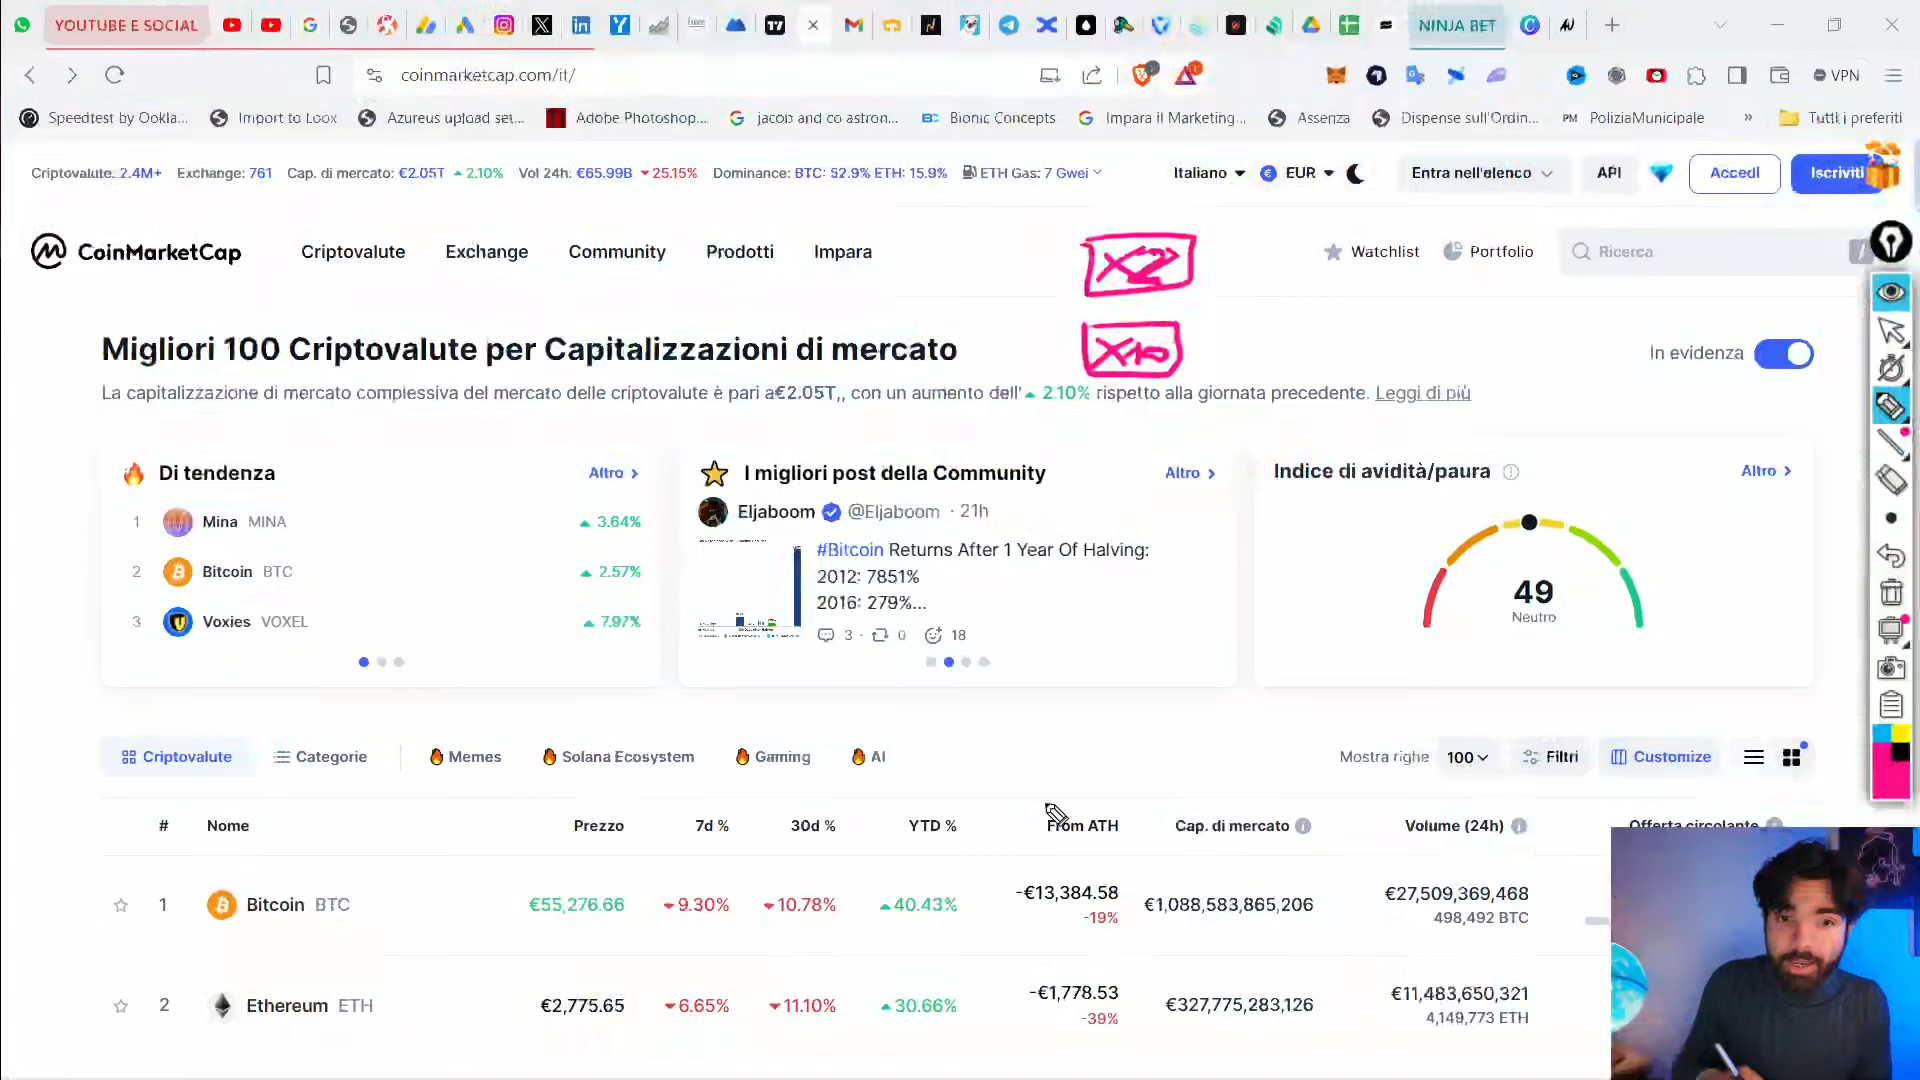 YOUTUBE E SOCIAL
NINJA BET
coinmarketcap.com/it/
VPN
Speedtest by Ookla...
Import to Loox
Azureus upload set...
Adobe Photoshop...
jacob and co astron...
Bionic Concepts
Impara il Marketing...
Assenza
Dispense sull'Ordin...
PM PoliziaMunicipale
»
Tutti i preferiti
Criptovalute: 2.4M+ Exchange: 761 Cap. di mercato: €2.05T 2.10% Vol 24h: €65.99B 25.15% Dominance: BTC: 52.9% ETH: 15.9% ETH Gas: 7 Gwei
Italiano
EUR
Entra nell'elenco
API
Accedi
Iscriviti
CoinMarketCap
Criptovalute
Exchange
Community
Prodotti
Impara
X2
Watchlist
Portfolio
Ricerca
X10
Migliori 100 Criptovalute per Capitalizzazioni di mercato
In evidenza
La capitalizzazione di mercato complessiva del mercato delle criptovalute è pari a€2.05T,, con un aumento dell' 2.10% rispetto alla giornata precedente. Leggi di più
Di tendenza
Altro >
1 Mina MINA 3.64%
2 Bitcoin BTC 2.57%
3 Voxies VOXEL 7.97%
I migliori post della Community
Altro >
Eljaboom @Eljaboom · 21h
#Bitcoin Returns After 1 Year Of Halving:
2012: 7851%
2016: 279%...
3 0 18
Indice di avidità/paura
Altro >
49
Neutro
Criptovalute
Categorie
Memes
Solana Ecosystem
Gaming
AI
Mostra righe 100
Filtri
Customize
# Nome Prezzo 7d % 30d % YTD % From ATH Cap. di mercato Volume (24h) Offerta circolante
1 Bitcoin BTC €55,276.66 9.30% 10.78% 40.43% -€13,384.58 €1,088,583,865,206 €27,509,369,468
-19% 498,492 BTC
2 Ethereum ETH €2,775.65 6.65% 11.10% 30.66% -€1,778.53 €327,775,283,126 €11,483,650,321
-39% 4,149,773 ETH